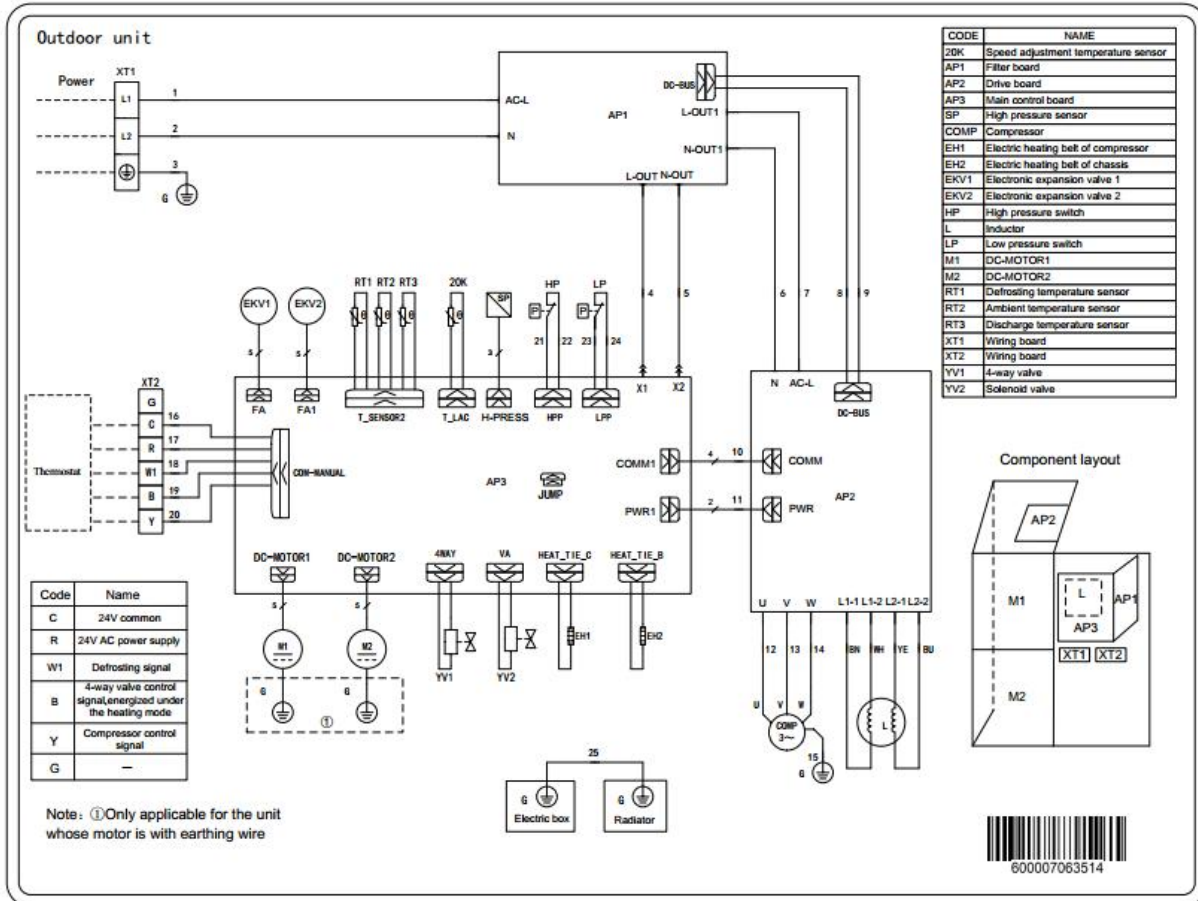 Outdoor unit
Power
XT1
L1
1
L2
2
3
G
AC-L
N
AP1
DC-BUS
L-OUT1
N-OUT1
L-OUT N-OUT
4
5
6
7
8
9
CODE NAME
20K Speed adjustment temperature sensor
AP1 Filter board
AP2 Drive board
AP3 Main control board
SP High pressure sensor
COMP Compressor
EH1 Electric heating belt of compressor
EH2 Electric heating belt of chassis
EKV1 Electronic expansion valve 1
EKV2 Electronic expansion valve 2
HP High pressure switch
L Inductor
LP Low pressure switch
M1 DC-MOTOR1
M2 DC-MOTOR2
RT1 Defrosting temperature sensor
RT2 Ambient temperature sensor
RT3 Discharge temperature sensor
XT1 Wiring board
XT2 Wiring board
YV1 4-way valve
YV2 Solenoid valve
EKV1
EKV2
RT1 RT2 RT3
20K
SP
HP
LP
θ θ θ θ
P
P
21 22 23 24
5
5
3
FA
FA1
T_SENSOR2
T_LAC
H-PRESS
HPP
LPP
X1
X2
XT2
G
C 16
R 17
W1 18
B 19
Y 20
Thermostat
CON-MANUAL
AP3
JUMP
COMM1
4
10
COMM
PWR1
2
11
PWR
N AC-L
DC-BUS
AP2
DC-MOTOR1
DC-MOTOR2
4WAY
VA
HEAT_TIE_C
HEAT_TIE_B
5
5
M1
M2
G
G
①
YV1
YV2
EH1
EH2
U V W L1-1 L1-2 L2-1 L2-2
12 13 14 BN WH YE BU
U V W
COMP
3～
L
15
G
Component layout
AP2
M1
L
AP1
AP3
XT1 XT2
M2
Code Name
C 24V common
R 24V AC power supply
W1 Defrosting signal
B 4-way valve control
signal,energized under
the heating mode
Y Compressor control
signal
G —
25
G
Electric box
G
Radiator
Note: ①Only applicable for the unit
whose motor is with earthing wire
600007063514